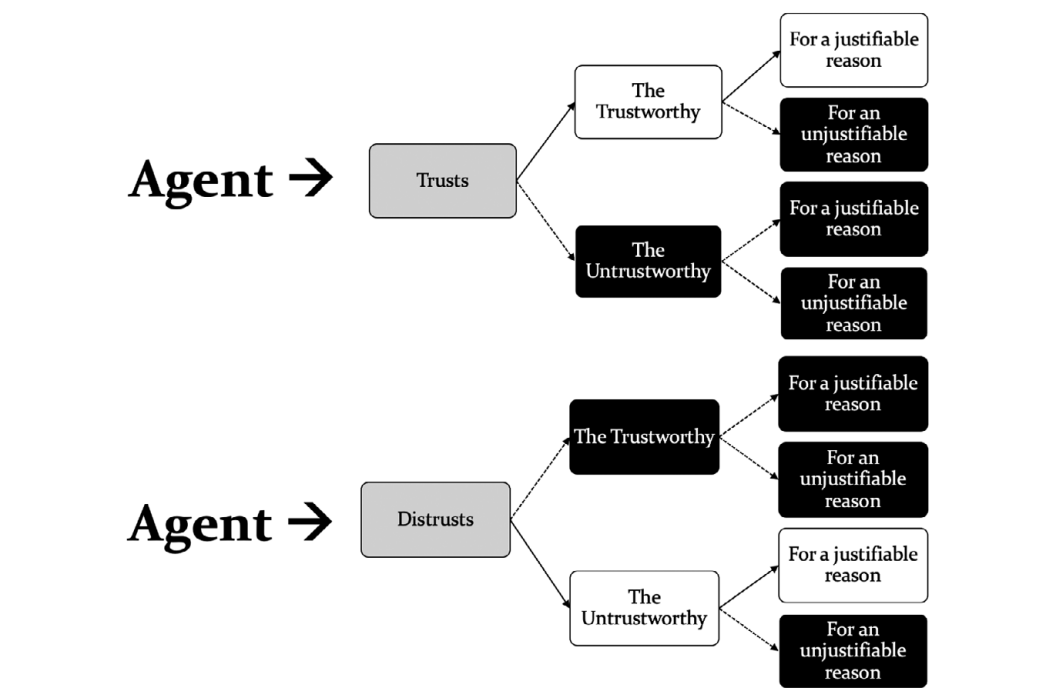 Agent →
Trusts
The
Trustworthy
For a justifiable
reason
For an
unjustifiable
reason
The
Untrustworthy
For a justifiable
reason
For an
unjustifiable
reason
Agent →
Distrusts
The Trustworthy
For a justifiable
reason
For an
unjustifiable
reason
The
Untrustworthy
For a justifiable
reason
For an
unjustifiable
reason